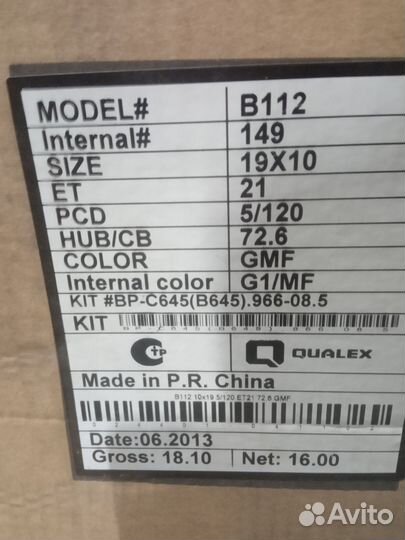 MODEL# B112
Internal# 149
SIZE 19X10
ET 21
PCD 5/120
HUB/CB 72.6
COLOR GMF
Internal color G1/MF
KIT #BP-C645(B645).966-08.5
KIT
QUALEX
Made in P.R. China
B112 10x19 5/120 ET21 72.6 GMF
Date:06.2013
Gross: 18.10 Net: 16.00
Avito